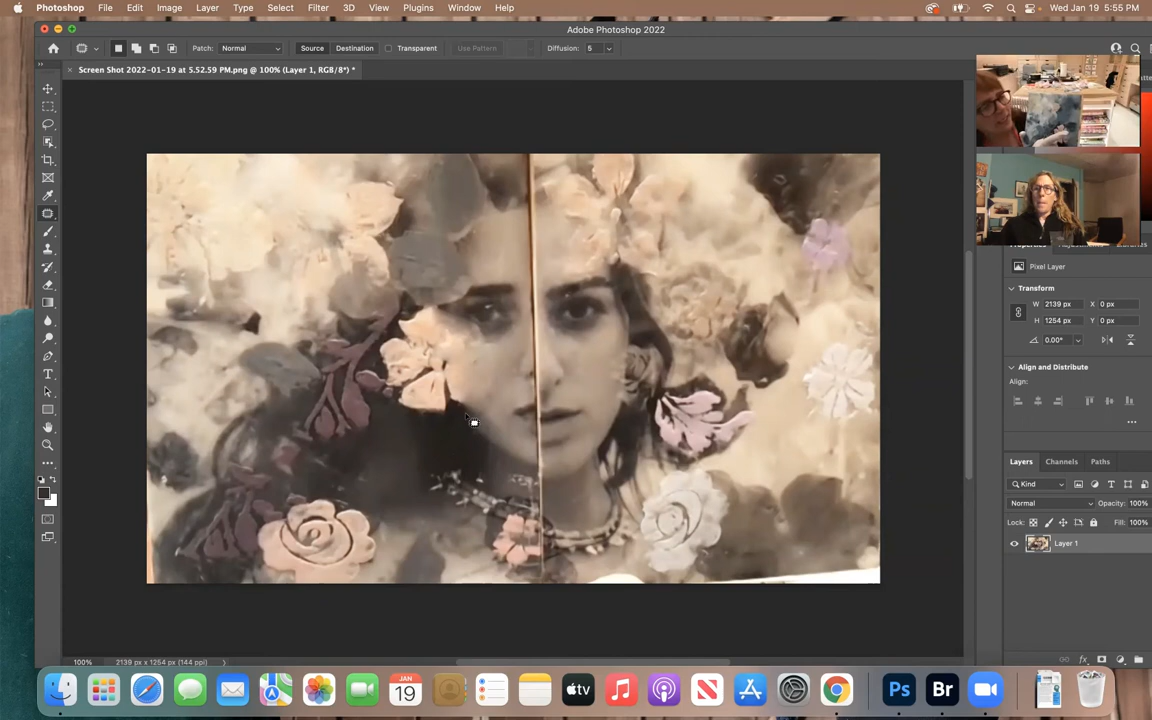 Photoshop File Edit Image Layer Type Select Filter 3D View Plugins Window Help Wed Jan 19 5:55 PM
Adobe Photoshop 2022
Patch: Normal Source Destination Transparent Use Pattern Diffusion: 5
Screen Shot 2022-01-19 at 5.52.59 PM.png @ 100% (Layer 1, RGB/8*) *
Pixel Layer
Transform
W 2139 px X 0 px
H 1254 px Y 0 px
0.00°
Align and Distribute
Align:
Layers Channels Paths
Kind
Normal Opacity: 100%
Lock: Fill: 100%
Layer 1
100% 2139 px x 1254 px (144 ppi)
JAN
19
tv
Ps
Br